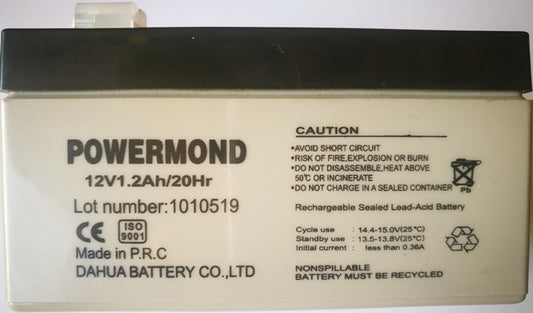 POWERMOND
12V1.2Ah/20Hr
Lot number:1010519
CE ISO 9001
Made in P.R.C
DAHUA BATTERY CO.,LTD
CAUTION
•AVOID SHORT CIRCUIT
•RISK OF FIRE,EXPLOSION OR BURN
•DO NOT DISASSEMBLE,HEAT ABOVE
50°C OR INCINERATE
•DO NOT CHARGE IN A SEALED CONTAINER
Pb
Rechargeable Sealed Lead-Acid Battery
Cycle use : 14.4-15.0V(25°C)
Standby use : 13.5-13.8V(25°C)
Initial current : less than 0.36A
NONSPILLABLE
BATTERY MUST BE RECYCLED